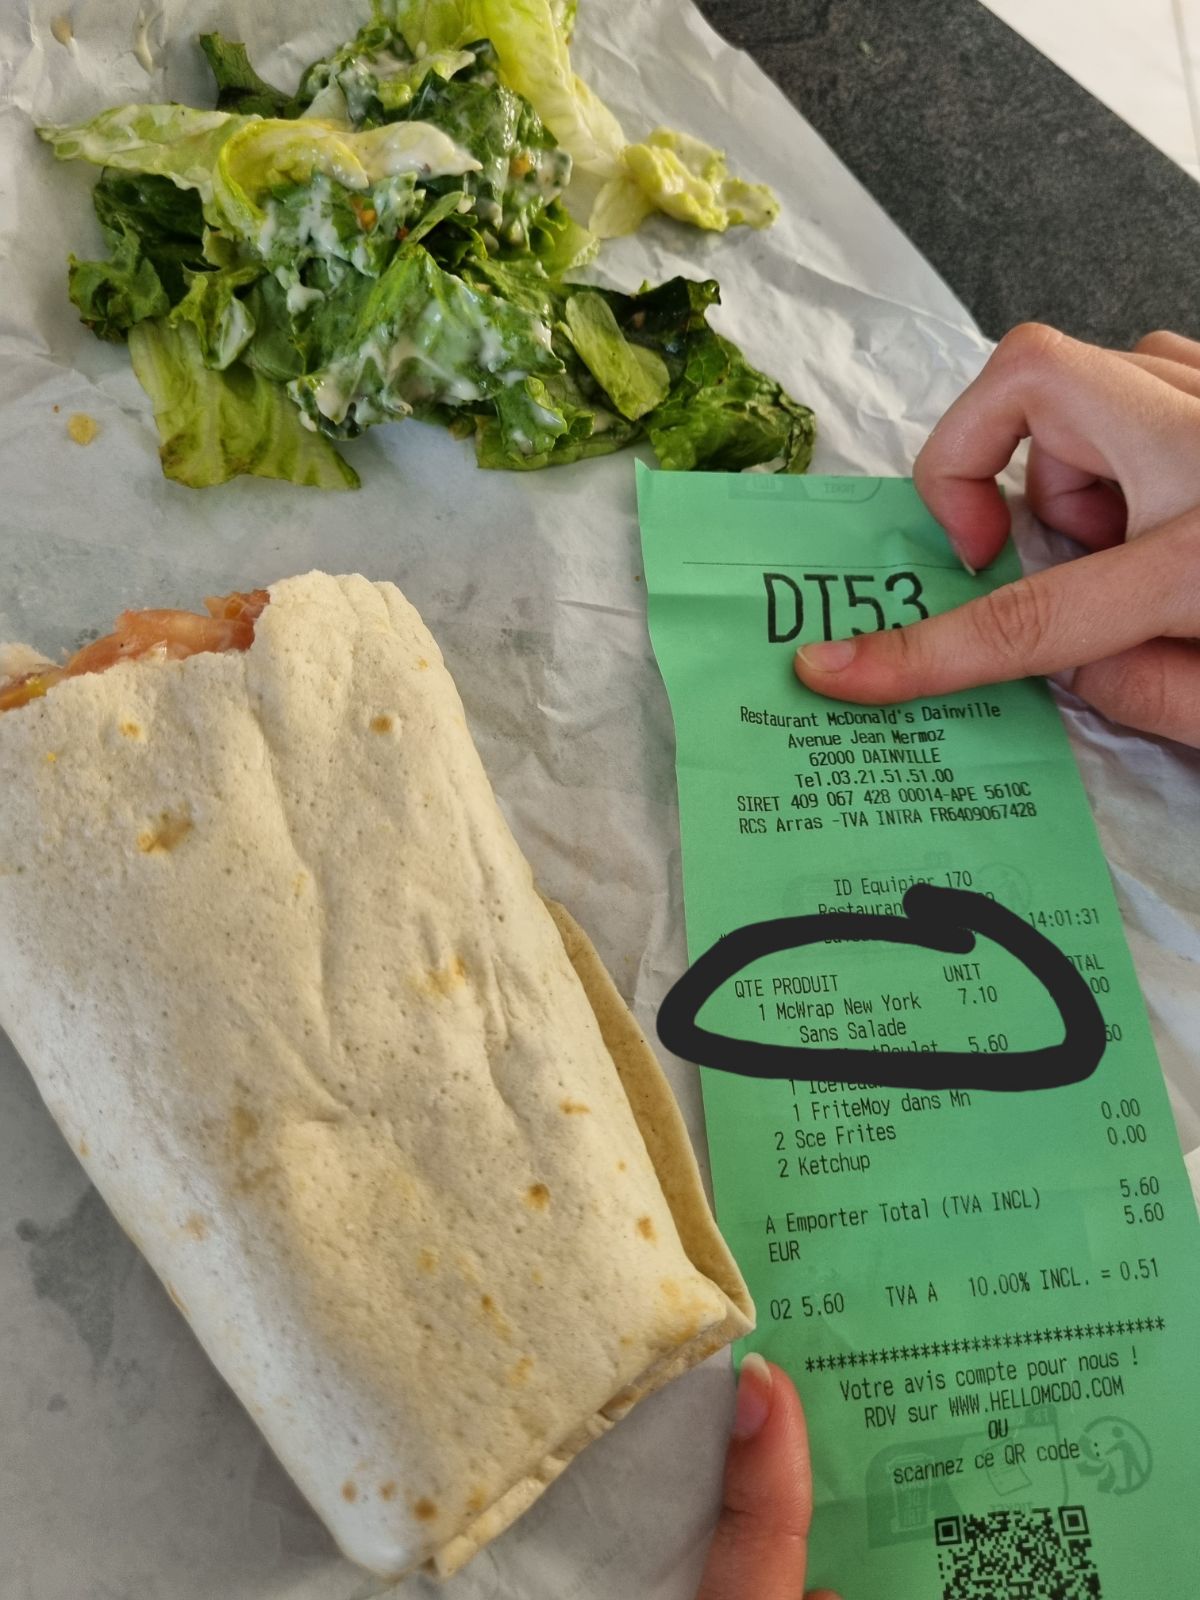 DT53
Restaurant McDonald's Dainville
Avenue Jean Mermoz
62000 DAINVILLE
Tel.03.21.51.51.00
SIRET 409 067 428 00014-APE 5610C
RCS Arras -TVA INTRA FR6409067428
ID Equipier 170
Restauran
14:01:31
QTE PRODUIT UNIT
1 McWrap New York 7.10
Sans Salade
5.60
1 FriteMoy dans Mn
2 Sce Frites 0.00
2 Ketchup 0.00
A Emporter Total (TVA INCL) 5.60
EUR 5.60
02 5.60 TVA A 10.00% INCL. = 0.51
***********************************
Votre avis compte pour nous !
RDV sur WWW.HELLOMCDO.COM
OU
scannez ce QR code :